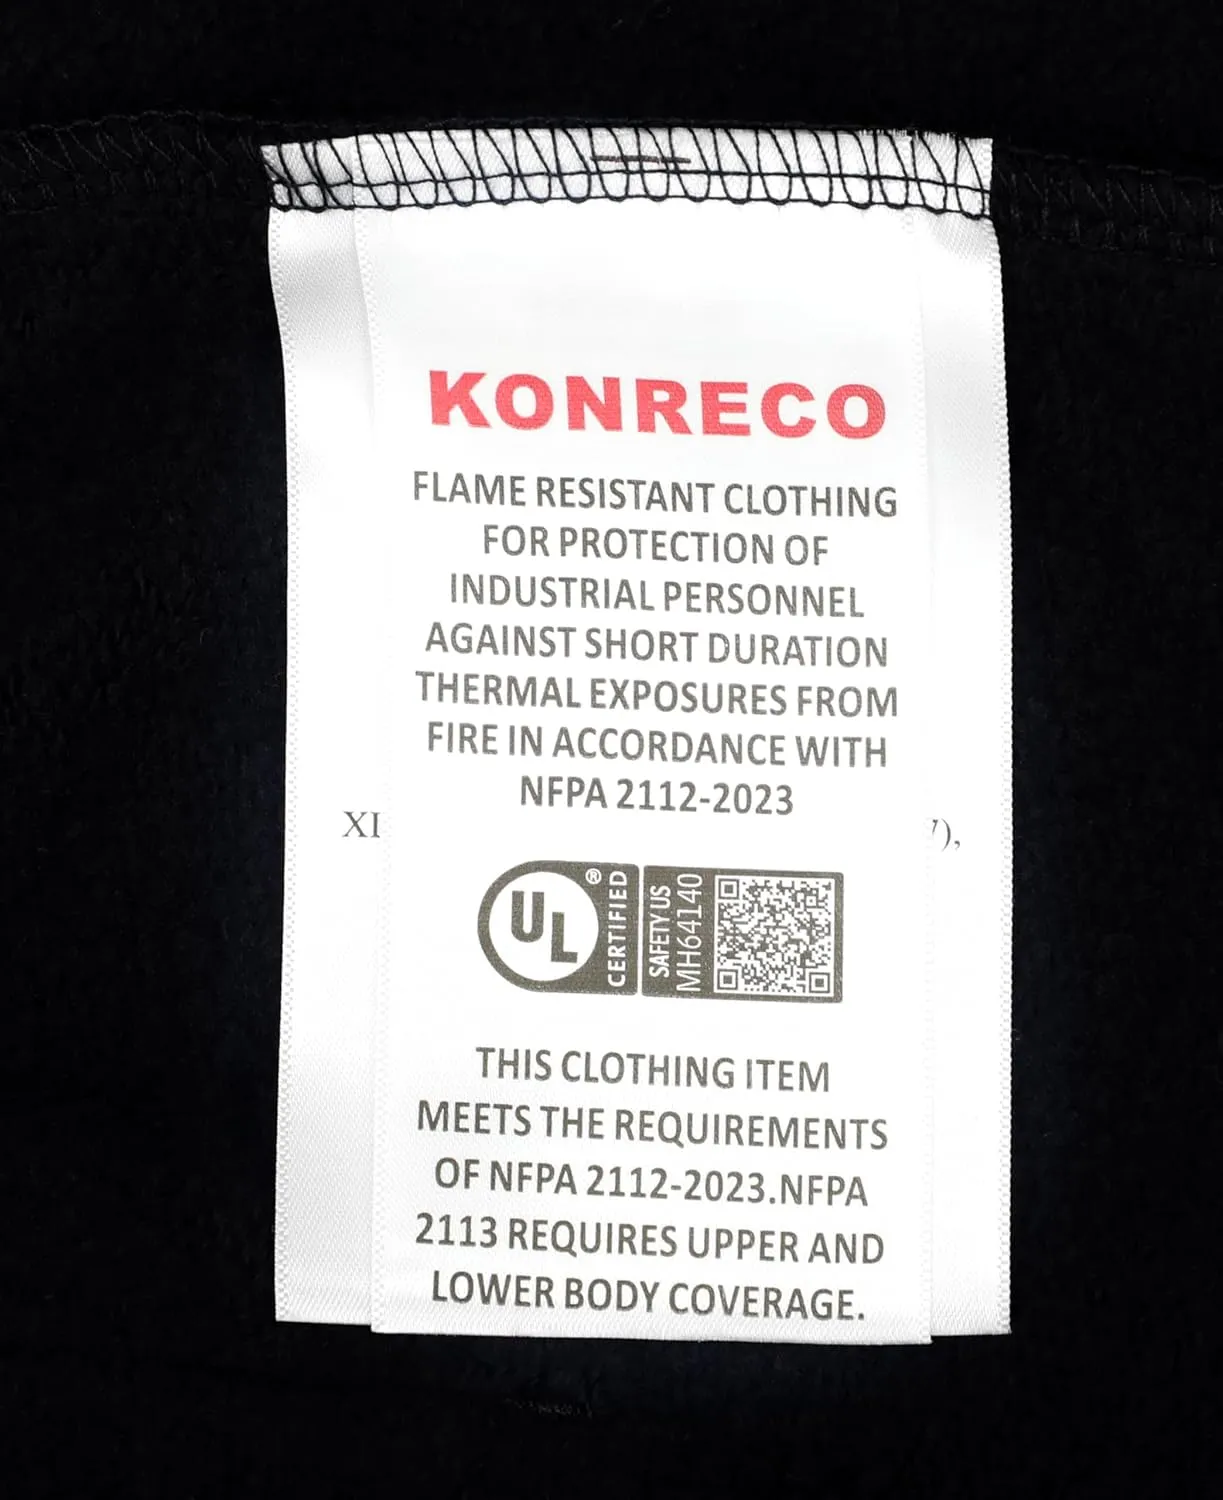 KONRECO
FLAME RESISTANT CLOTHING
FOR PROTECTION OF
INDUSTRIAL PERSONNEL
AGAINST SHORT DURATION
THERMAL EXPOSURES FROM
FIRE IN ACCORDANCE WITH
NFPA 2112-2023
UL ®
CERTIFIED
SAFETY US
MH64140
THIS CLOTHING ITEM
MEETS THE REQUIREMENTS
OF NFPA 2112-2023.NFPA
2113 REQUIRES UPPER AND
LOWER BODY COVERAGE.